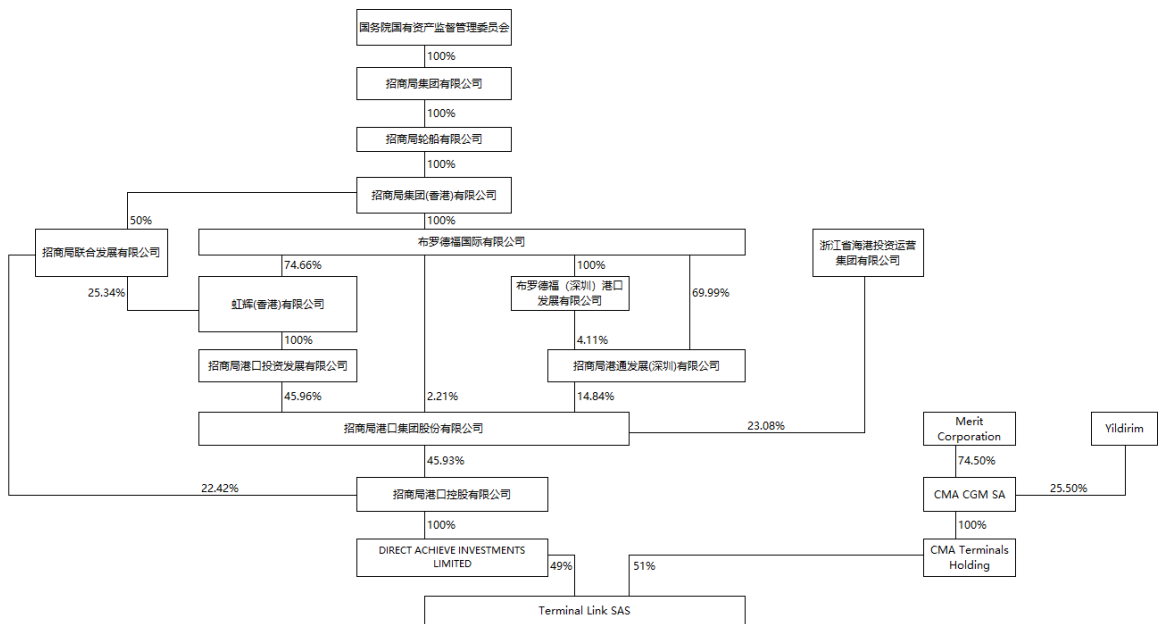 国务院国有资产监督管理委员会
100%
招商局集团有限公司
100%
招商局轮船有限公司
100%
招商局集团(香港)有限公司
50%
100%
招商局联合发展有限公司
布罗德福国际有限公司
浙江省海港投资运营
集团有限公司
74.66%
100%
25.34%
69.99%
虹辉(香港)有限公司
布罗德福（深圳）港口
发展有限公司
100%
4.11%
招商局港口投资发展有限公司
招商局港通发展(深圳)有限公司
45.96%
2.21%
14.84%
招商局港口集团股份有限公司
23.08%
Merit
Corporation
Yildirim
45.93%
74.50%
22.42%
招商局港口控股有限公司
CMA CGM SA
25.50%
100%
100%
DIRECT ACHIEVE INVESTMENTS
LIMITED
CMA Terminals
Holding
49%
51%
Terminal Link SAS